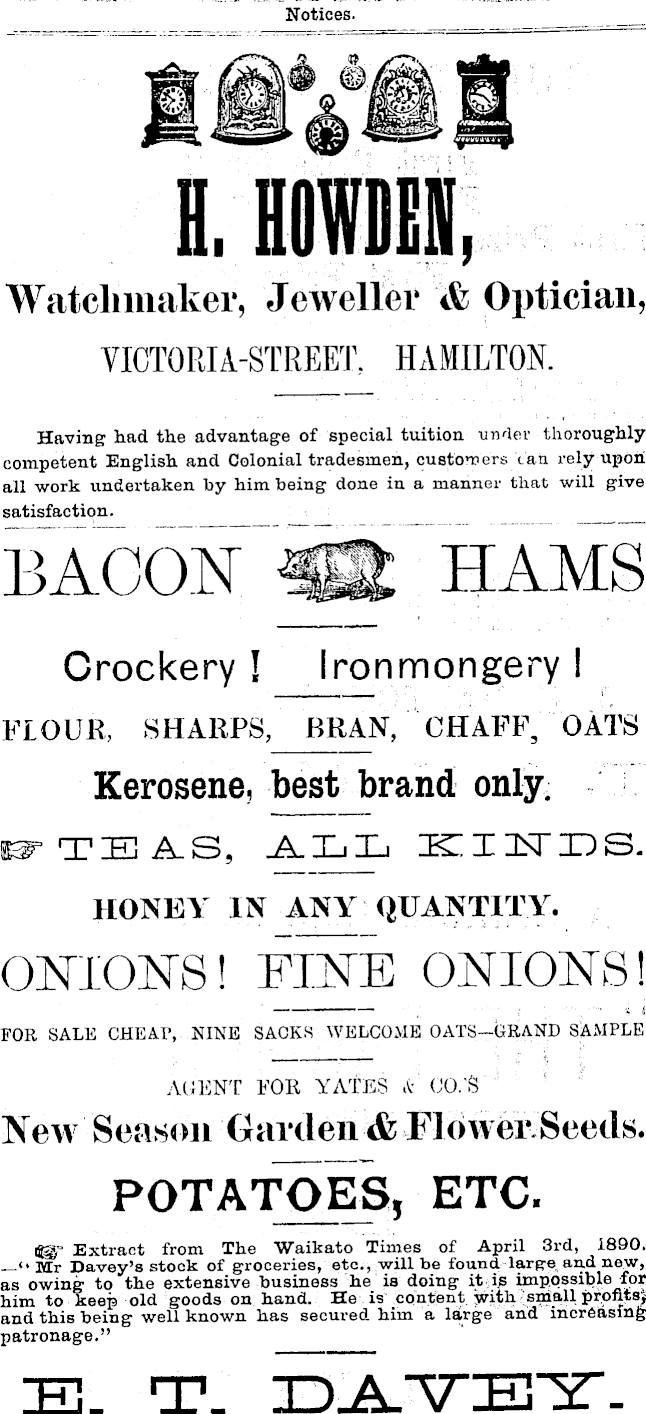 Notices.
H. HOWDEN,
Watchmaker, Jeweller & Optician,
VICTORIA-STREET, HAMILTON.
Having had the advantage of special tuition under thoroughly
competent English and Colonial tradesmen, customers can rely upon
all work undertaken by him being done in a manner that will give
satisfaction.
BACON HAMS
Crockery! Ironmongery!
FLOUR, SHARPS, BRAN, CHAFF, OATS
Kerosene, best brand only.
☞ TEAS, ALL KINDS.
HONEY IN ANY QUANTITY.
ONIONS! FINE ONIONS!
FOR SALE CHEAP, NINE SACKS WELCOME OATS—GRAND SAMPLE
AGENT FOR YATES & CO.'S
New Season Garden & Flower Seeds.
POTATOES, ETC.
☞ Extract from The Waikato Times of April 3rd, 1890.
—"Mr Davey's stock of groceries, etc., will be found large and new,
as owing to the extensive business he is doing it is impossible for
him to keep old goods on hand. He is content with small profits;
and this being well known has secured him a large and increasing
patronage."
E. T. DAVEY.